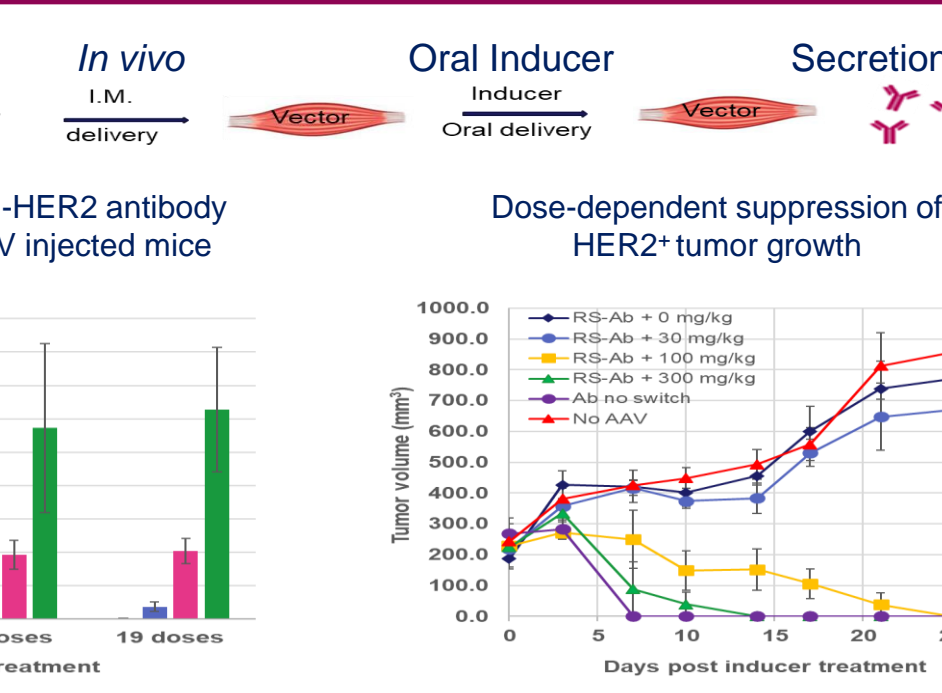 In vivo
Oral Inducer
Secretion
I.M.
delivery
Vector
Inducer
Oral delivery
Vector
-HER2 antibody
V injected mice
Dose-dependent suppression of
HER2⁺ tumor growth
oses
19 doses
reatment
1000.0
900.0
800.0
700.0
600.0
500.0
400.0
300.0
200.0
100.0
0.0
Tumor volume (mm³)
RS-Ab + 0 mg/kg
RS-Ab + 30 mg/kg
RS-Ab + 100 mg/kg
RS-Ab + 300 mg/kg
Ab no switch
No AAV
0
5
10
15
20
2
Days post inducer treatment